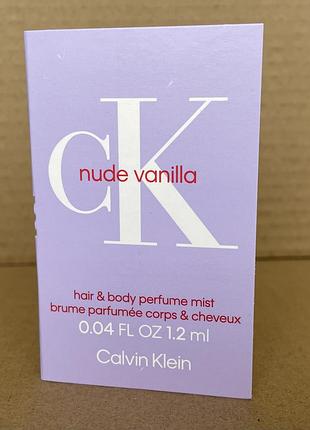 CK
nude vanilla
hair & body perfume mist
brume parfumée corps & cheveux
0.04 FL OZ 1.2 ml
Calvin Klein